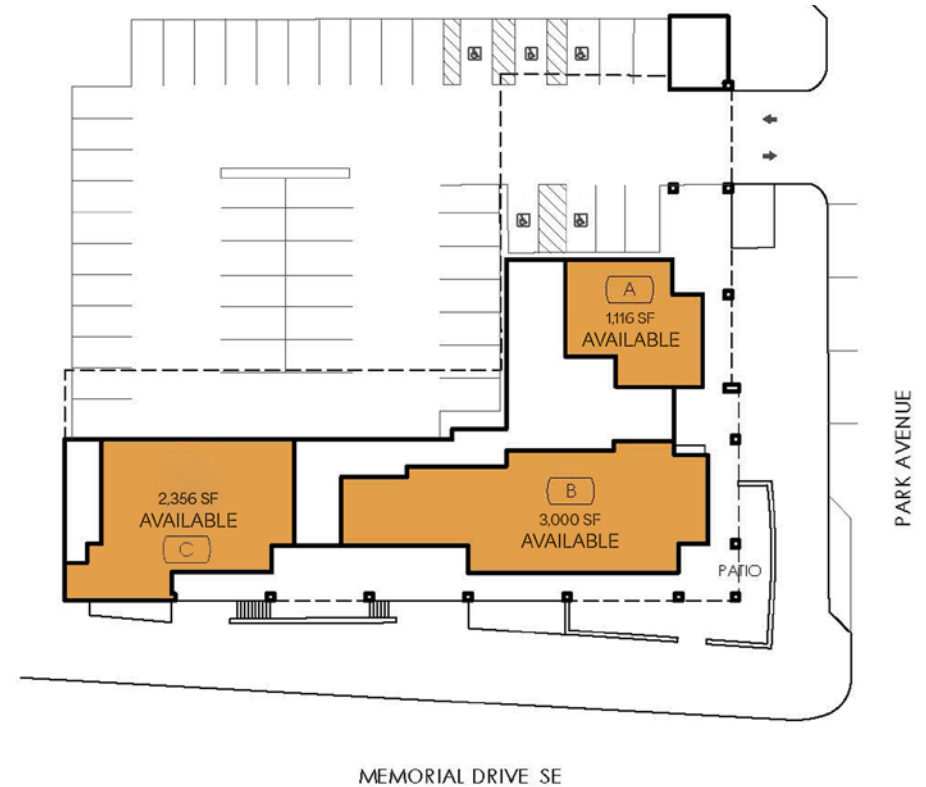 A
1,116 SF
AVAILABLE
B
3,000 SF
AVAILABLE
2,356 SF
AVAILABLE
C
PATIO
PARK AVENUE
MEMORIAL DRIVE SE